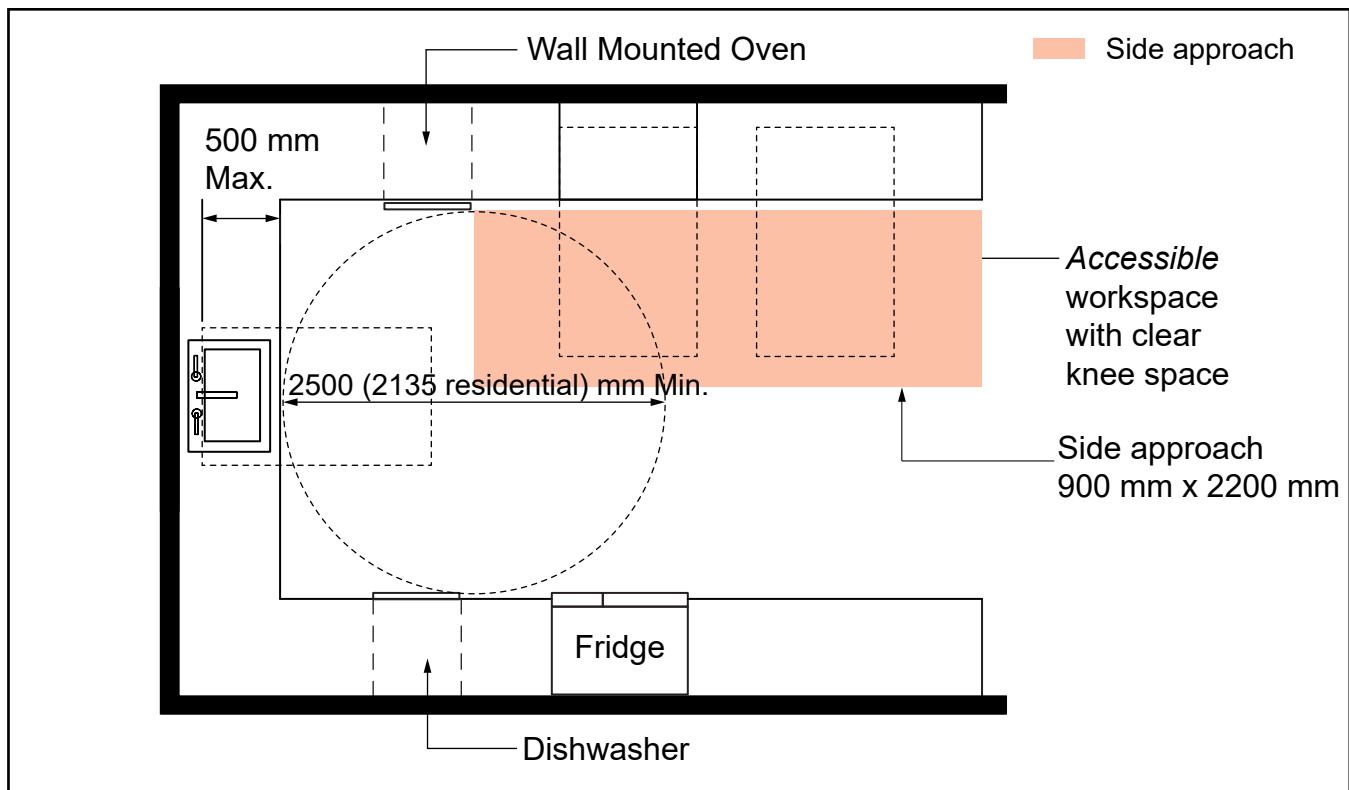 Wall Mounted Oven
Side approach
500 mm
Max.
Accessible
workspace
with clear
knee space
2500 (2135 residential) mm Min.
Side approach
900 mm x 2200 mm
Fridge
Dishwasher